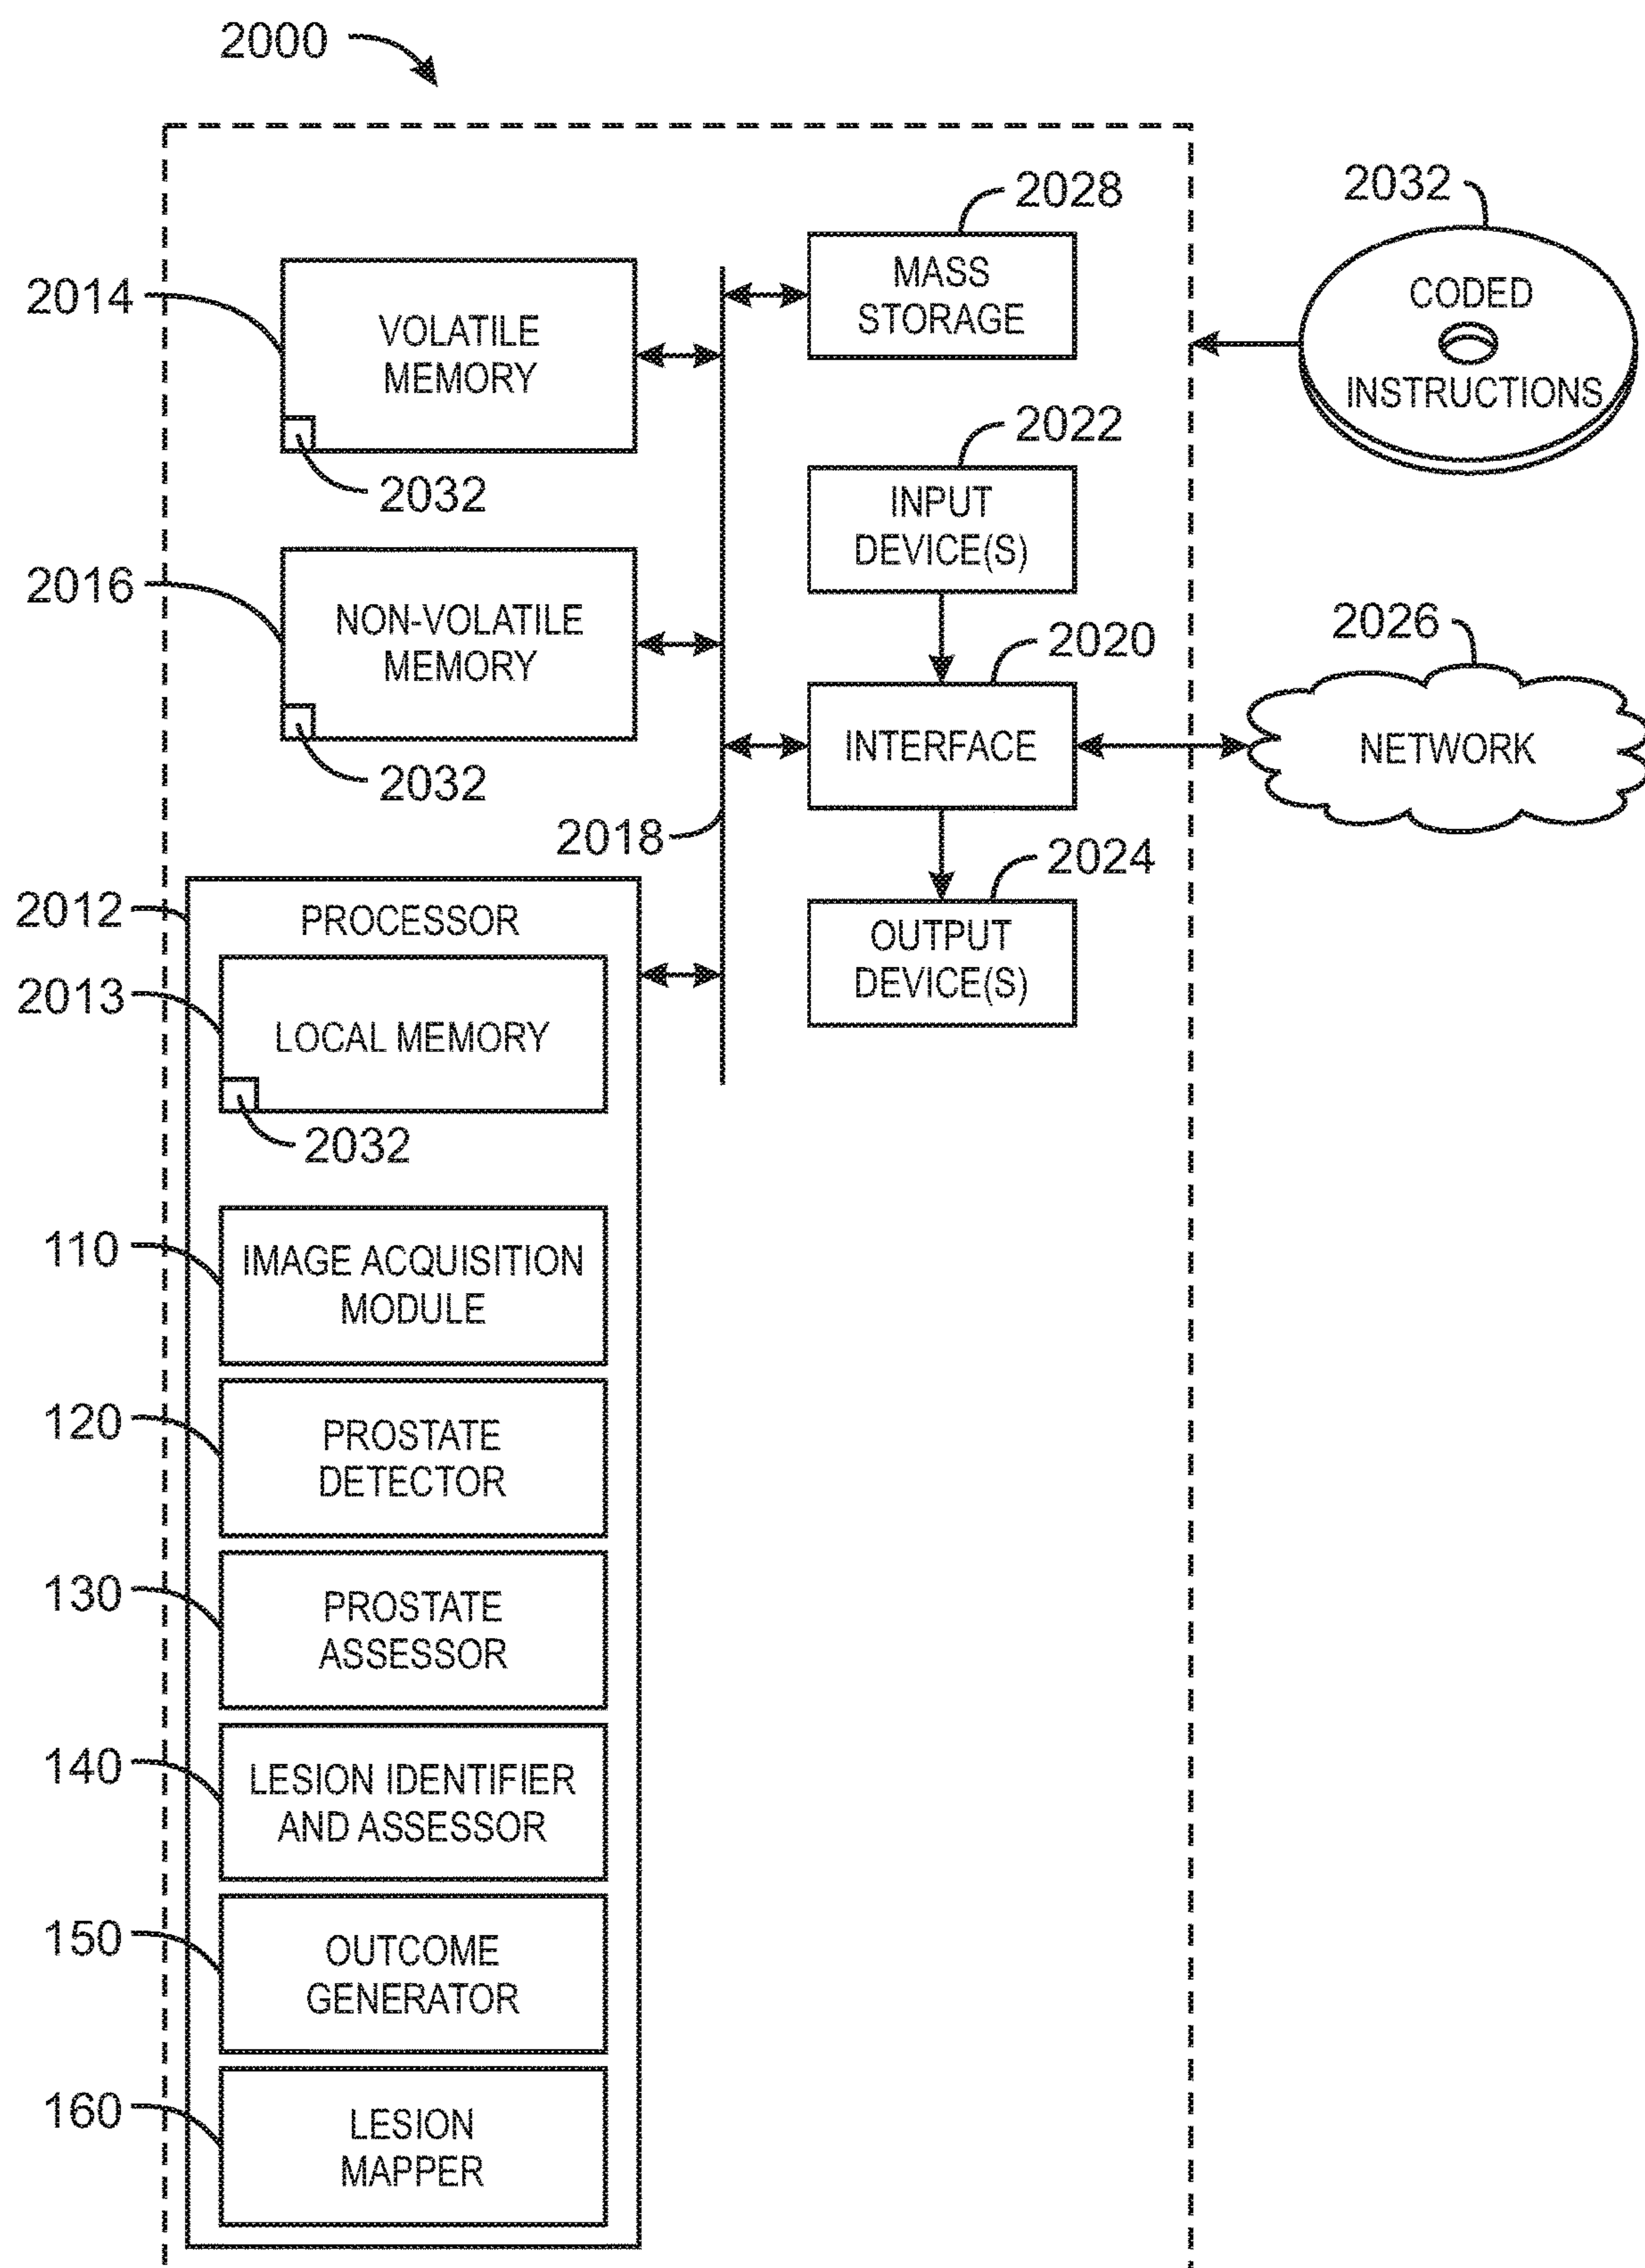 2000
2028
2032
MASS
STORAGE
2014
VOLATILE
MEMORY
2032
CODED
INSTRUCTIONS
2022
INPUT
DEVICE(S)
2016
NON-VOLATILE
MEMORY
2032
2020
INTERFACE
2026
NETWORK
2018
2024
OUTPUT
DEVICE(S)
2012
PROCESSOR
2013
LOCAL MEMORY
2032
110
IMAGE ACQUISITION
MODULE
120
PROSTATE
DETECTOR
130
PROSTATE
ASSESSOR
140
LESION IDENTIFIER
AND ASSESSOR
150
OUTCOME
GENERATOR
160
LESION
MAPPER